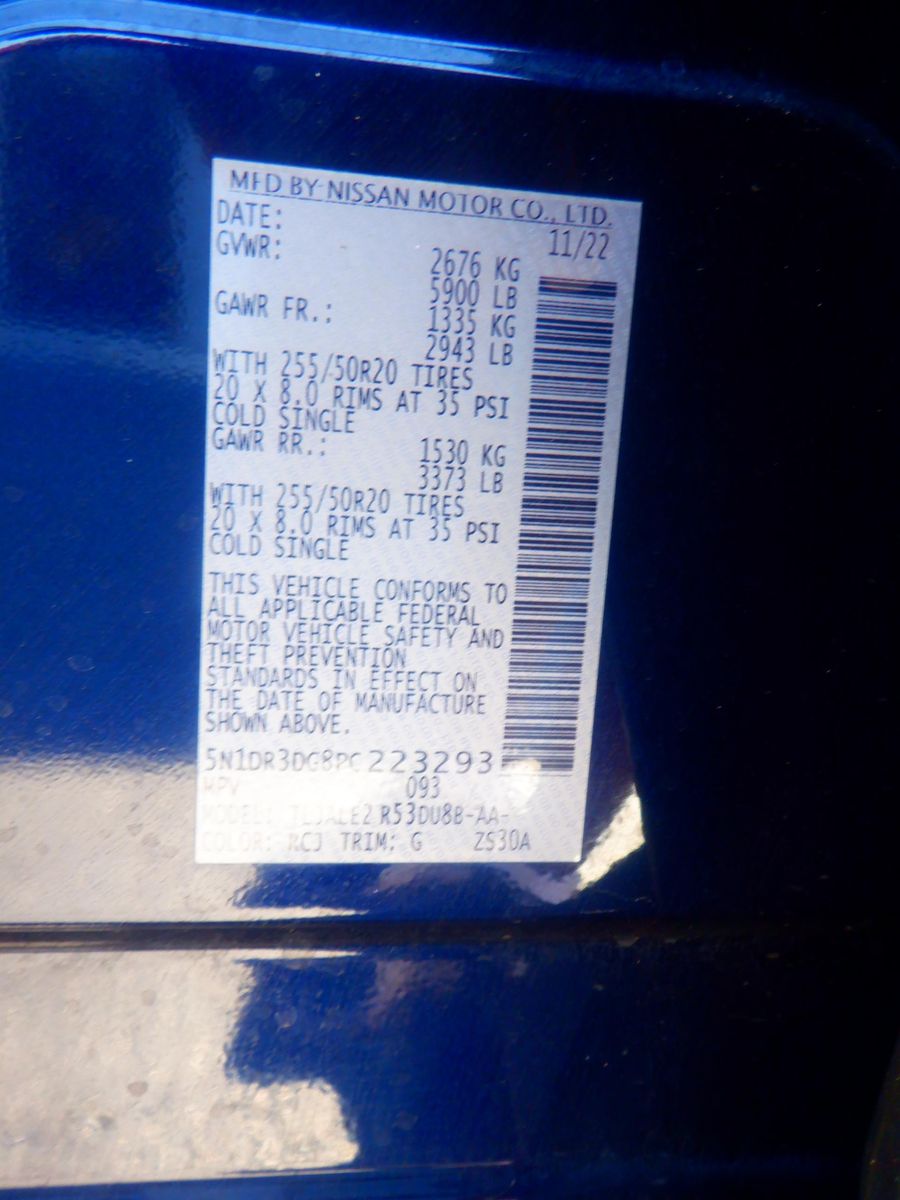 MFD BY NISSAN MOTOR CO., LTD.
DATE: 11/22
GVWR: 2676 KG
5900 LB
GAWR FR.: 1335 KG
2943 LB
WITH 255/50R20 TIRES
20 X 8.0 RIMS AT 35 PSI
COLD SINGLE
GAWR RR.: 1530 KG
3373 LB
WITH 255/50R20 TIRES
20 X 8.0 RIMS AT 35 PSI
COLD SINGLE
THIS VEHICLE CONFORMS TO
ALL APPLICABLE FEDERAL
MOTOR VEHICLE SAFETY AND
THEFT PREVENTION
STANDARDS IN EFFECT ON
THE DATE OF MANUFACTURE
SHOWN ABOVE.
5N1DR3DG8PC223293
MPV 093
MODEL: R53DU8B-AA-
COLOR: RCJ TRIM: G ZS30A